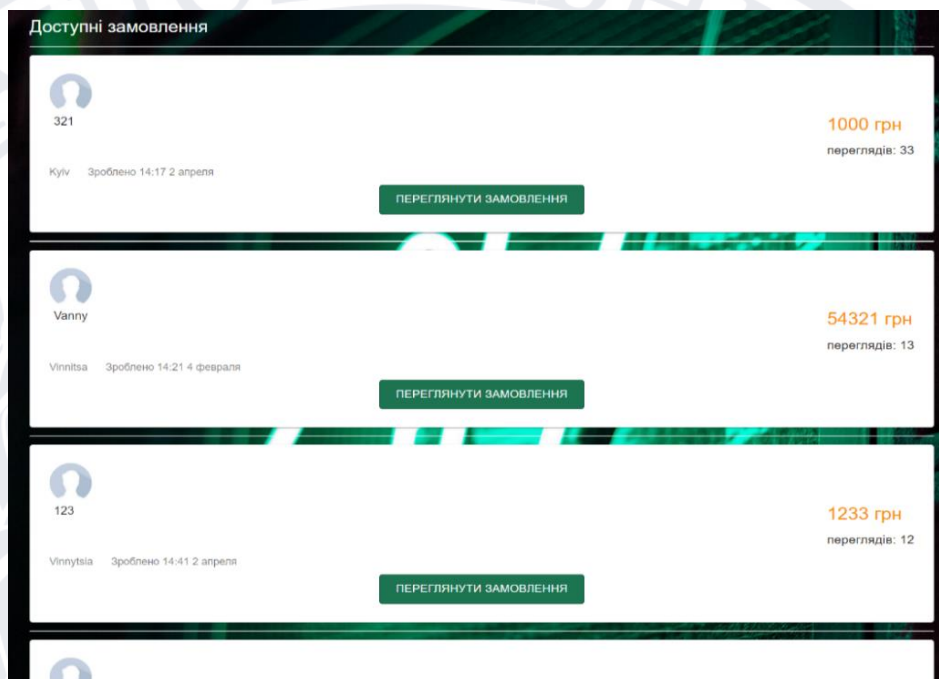 Доступні замовлення
321
1000 грн
переглядів: 33
Kyiv Зроблено 14:17 2 апреля
ПЕРЕГЛЯНУТИ ЗАМОВЛЕННЯ
Vanny
54321 грн
переглядів: 13
Vinnitsa Зроблено 14:21 4 февраля
ПЕРЕГЛЯНУТИ ЗАМОВЛЕННЯ
123
1233 грн
переглядів: 12
Vinnytsia Зроблено 14:41 2 апреля
ПЕРЕГЛЯНУТИ ЗАМОВЛЕННЯ